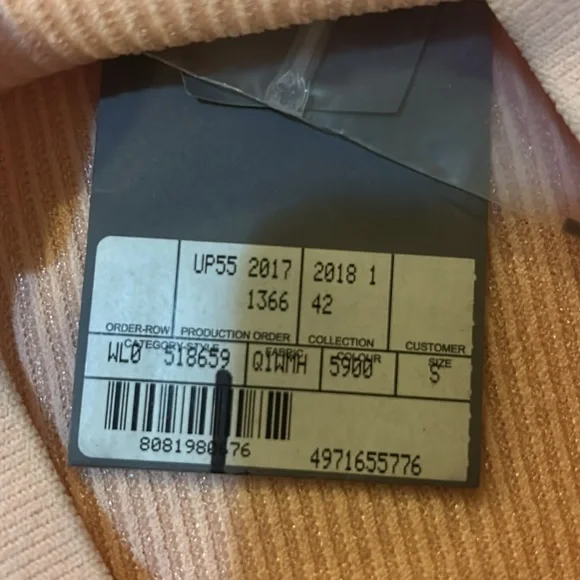 UP55 2017 2018 1
1366 42
ORDER-ROW PRODUCTION ORDER COLLECTION CUSTOMER
CATEGORY-STYLE FABRIC COLOUR SIZE
WL0 518659 Q1WMH 5900 S
4971655776